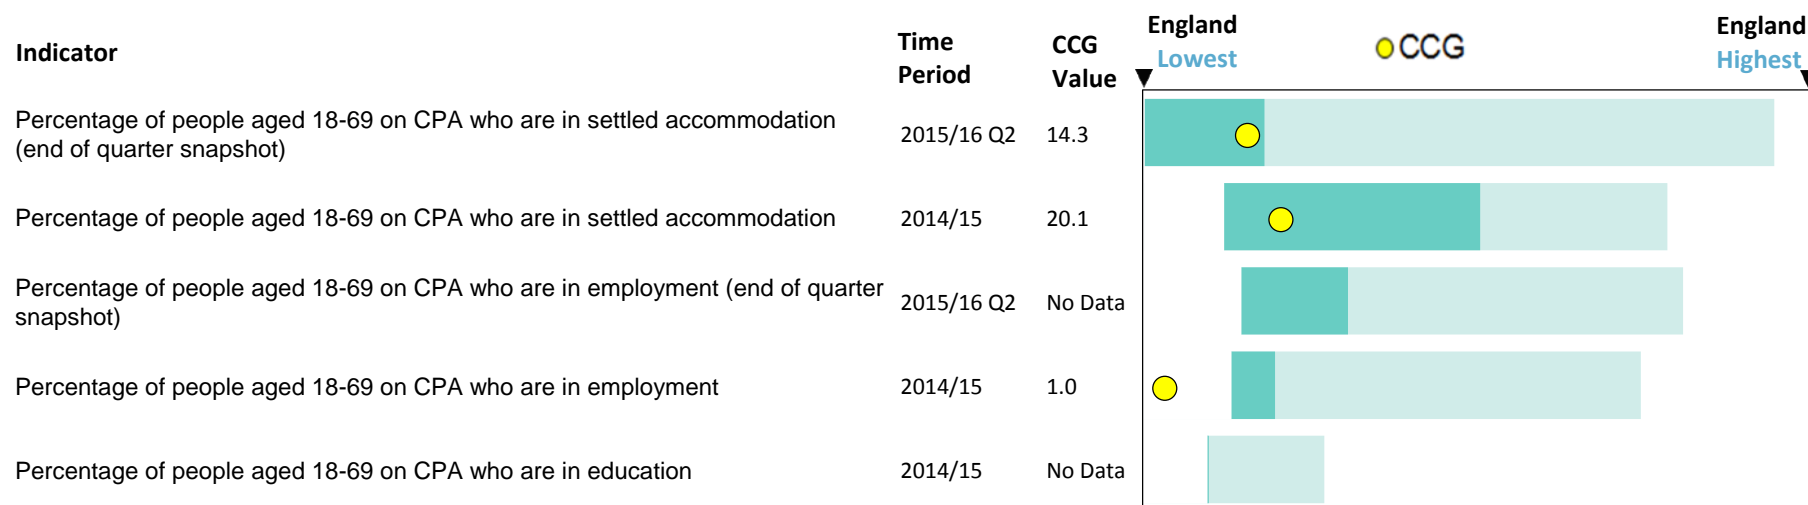 Indicator
Time Period
CCG Value
England Lowest
CCG
England Highest
Percentage of people aged 18-69 on CPA who are in settled accommodation
(end of quarter snapshot)
2015/16 Q2
14.3
Percentage of people aged 18-69 on CPA who are in settled accommodation
2014/15
20.1
Percentage of people aged 18-69 on CPA who are in employment (end of quarter
snapshot)
2015/16 Q2
No Data
Percentage of people aged 18-69 on CPA who are in employment
2014/15
1.0
Percentage of people aged 18-69 on CPA who are in education
2014/15
No Data